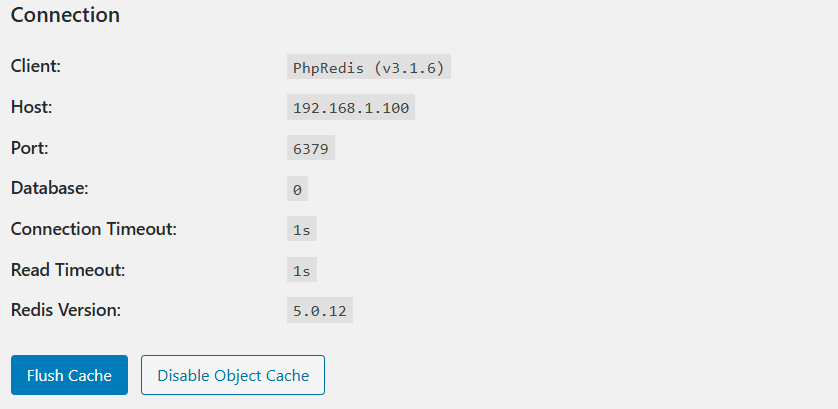 Connection
Client: PhpRedis (v3.1.6)
Host: 192.168.1.100
Port: 6379
Database: 0
Connection Timeout: 1s
Read Timeout: 1s
Redis Version: 5.0.12
Flush Cache Disable Object Cache